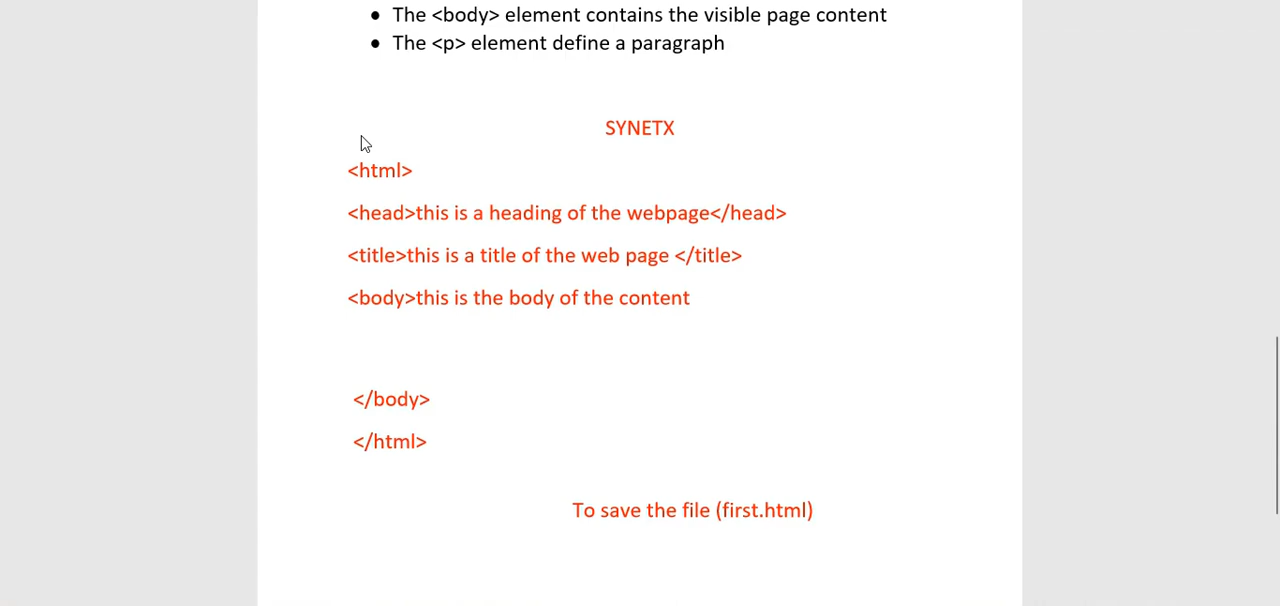 • The <body> element contains the visible page content
• The <p> element define a paragraph
SYNETX
<html>
<head>this is a heading of the webpage</head>
<title>this is a title of the web page </title>
<body>this is the body of the content
</body>
</html>
To save the file (first.html)